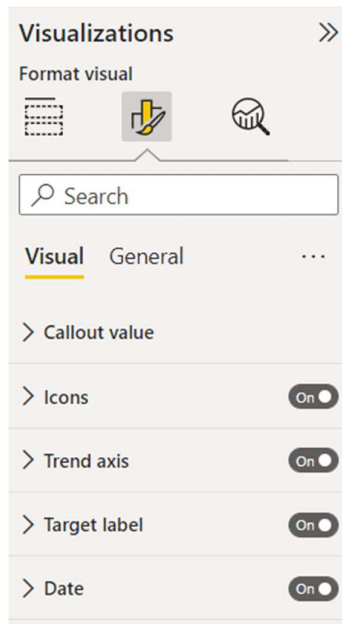 Visualizations
Format visual
Search
Visual General ...
Callout value
Icons On
Trend axis On
Target label On
Date On